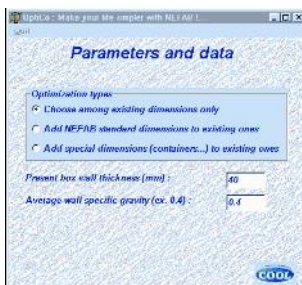 : Make your life simpler with NEFAB !...
Quit
Parameters and data
Optimization types
Choose among existing dimensions only
Add NEFAB standard dimensions to existing ones
Add special dimensions (containers...) to existing ones
Present box wall thickness (mm) :
40
Average wall specific gravity (ex. 0.4) :
0.4
COOL